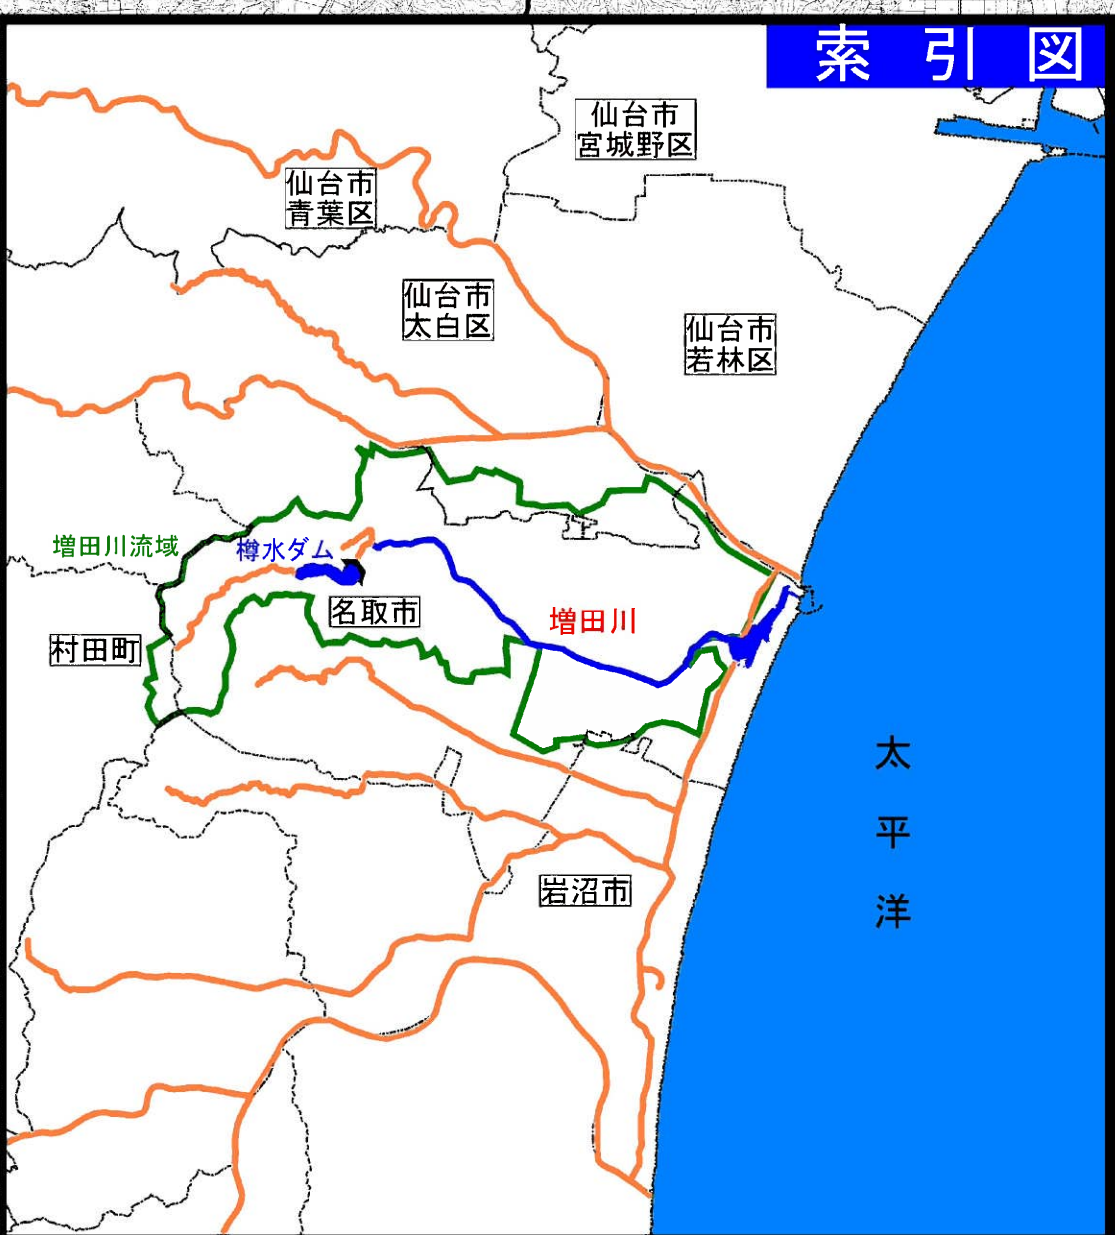 索引図
仙台市
宮城野区
仙台市
青葉区
仙台市
太白区
仙台市
若林区
増田川流域
樽水ダム
名取市
増田川
村田町
太平洋
岩沼市